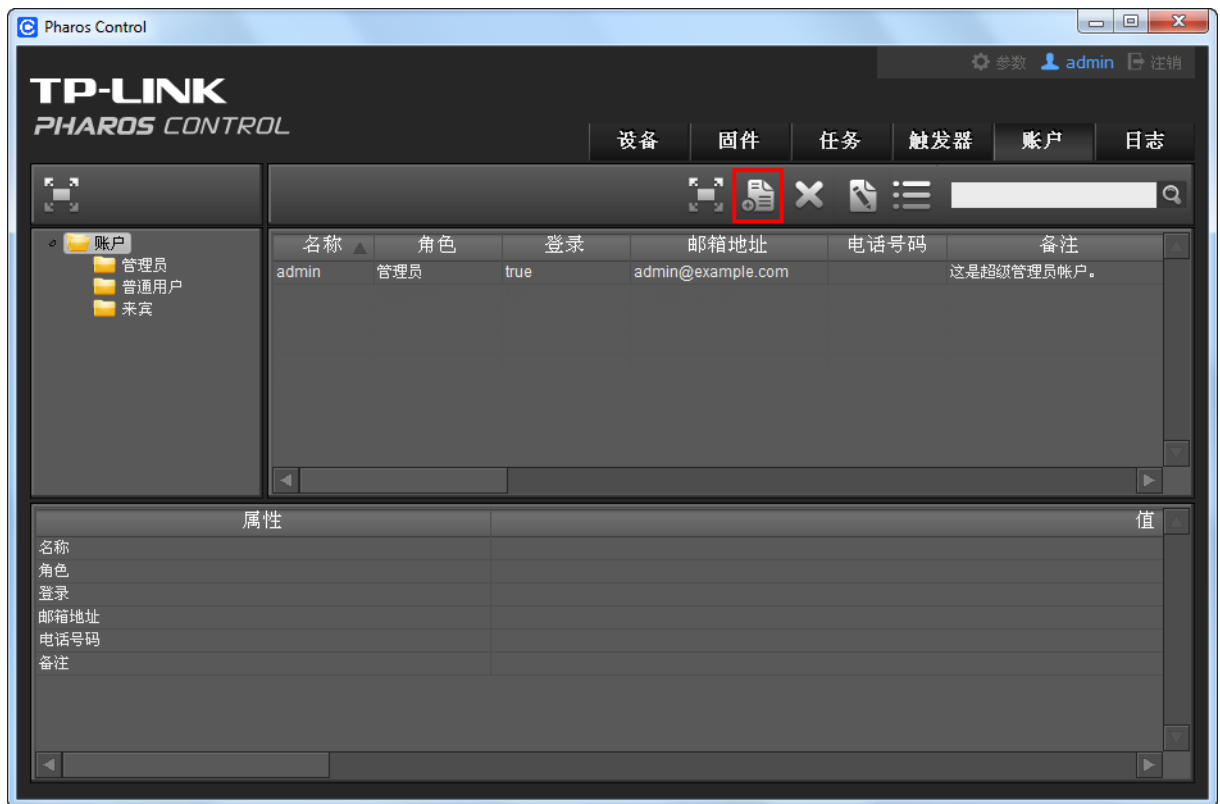 Pharos Control
参数 admin 注销
TP-LINK
PHAROS CONTROL
设备 固件 任务 触发器 账户 日志
账户
管理员
普通用户
来宾
名称 角色 登录 邮箱地址 电话号码 备注
admin 管理员 true admin@example.com 这是超级管理员帐户。
属性 值
名称
角色
登录
邮箱地址
电话号码
备注